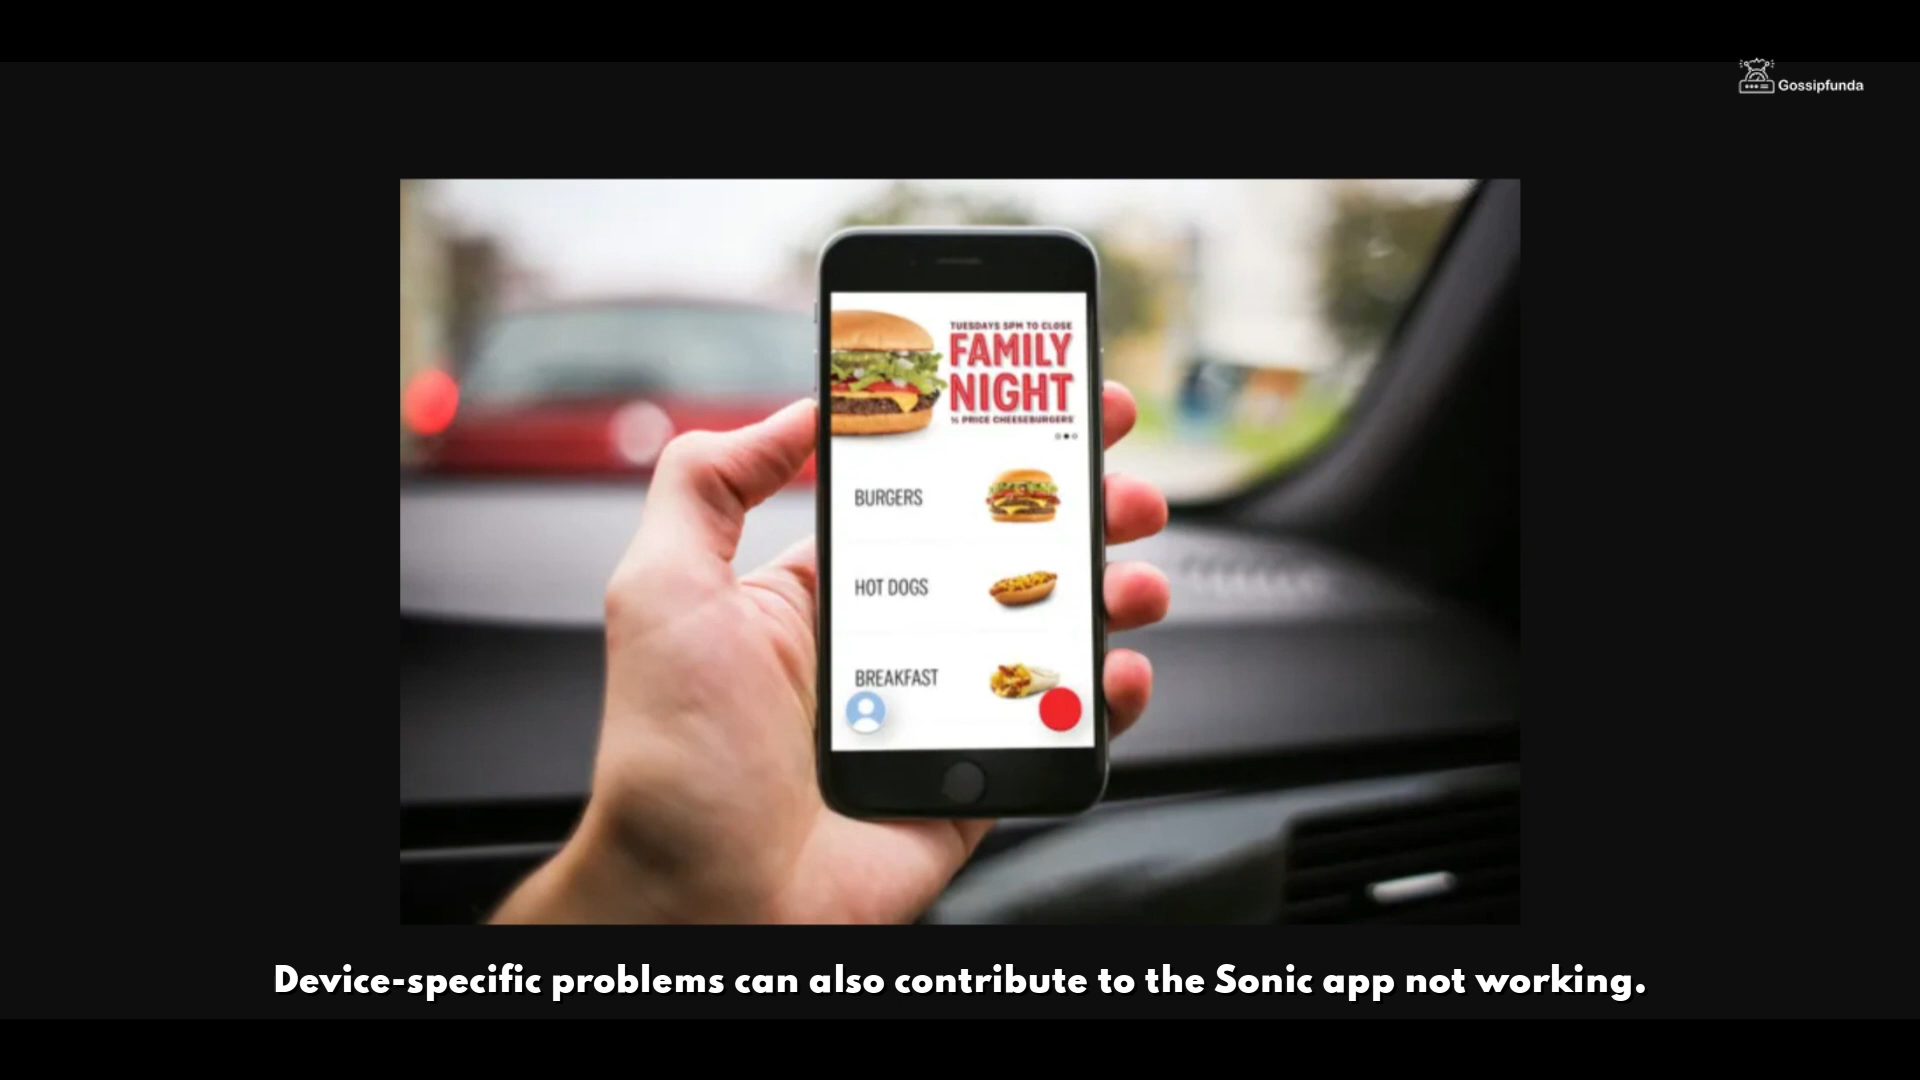 Gossipfunda
TUESDAYS 5PM TO CLOSE
FAMILY
NIGHT
½ PRICE CHEESEBURGERS
BURGERS
HOT DOGS
BREAKFAST
Device-specific problems can also contribute to the Sonic app not working.